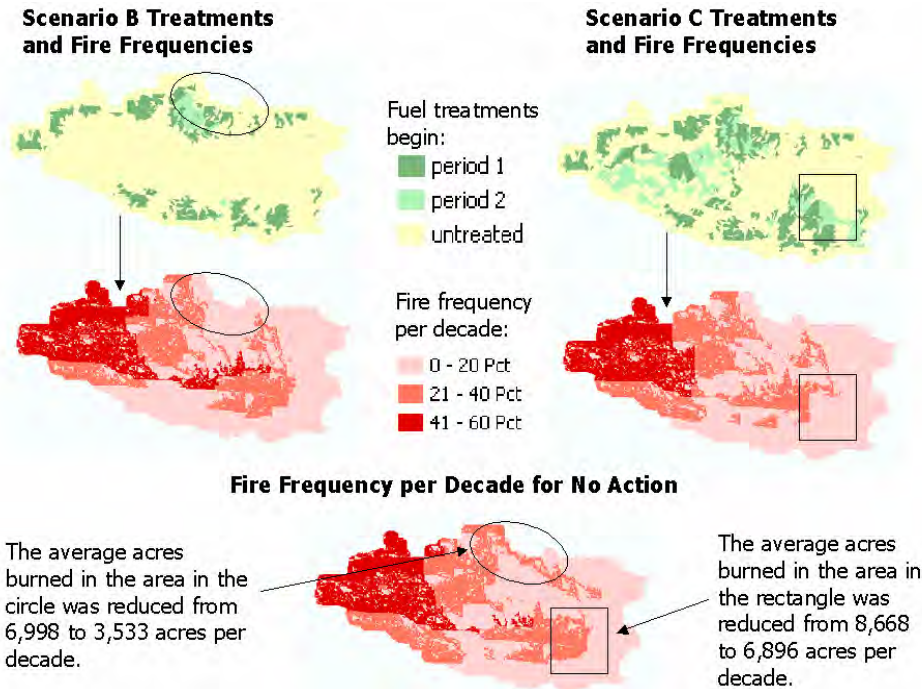 Scenario B Treatments
and Fire Frequencies
Scenario C Treatments
and Fire Frequencies
Fuel treatments
begin:
period 1
period 2
untreated
Fire frequency
per decade:
0 - 20 Pct
21 - 40 Pct
41 - 60 Pct
Fire Frequency per Decade for No Action
The average acres
burned in the area in the
circle was reduced from
6,998 to 3,533 acres per
decade.
The average acres
burned in the area in
the rectangle was
reduced from 8,668
to 6,896 acres per
decade.